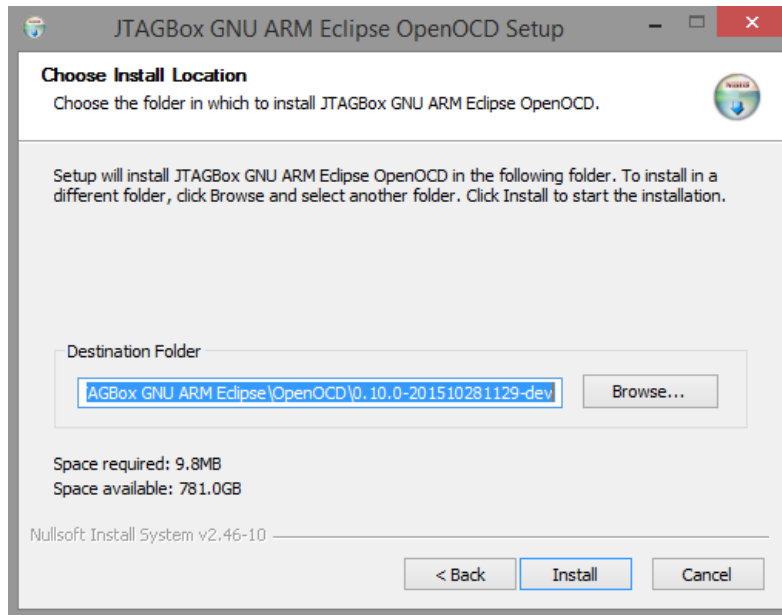 JTAGBox GNU ARM Eclipse OpenOCD Setup
Choose Install Location
Choose the folder in which to install JTAGBox GNU ARM Eclipse OpenOCD.
Setup will install JTAGBox GNU ARM Eclipse OpenOCD in the following folder. To install in a
different folder, click Browse and select another folder. Click Install to start the installation.
Destination Folder
AGBox GNU ARM Eclipse\OpenOCD\0.10.0-201510281129-dev
Browse...
Space required: 9.8MB
Space available: 781.0GB
Nullsoft Install System v2.46-10
< Back
Install
Cancel